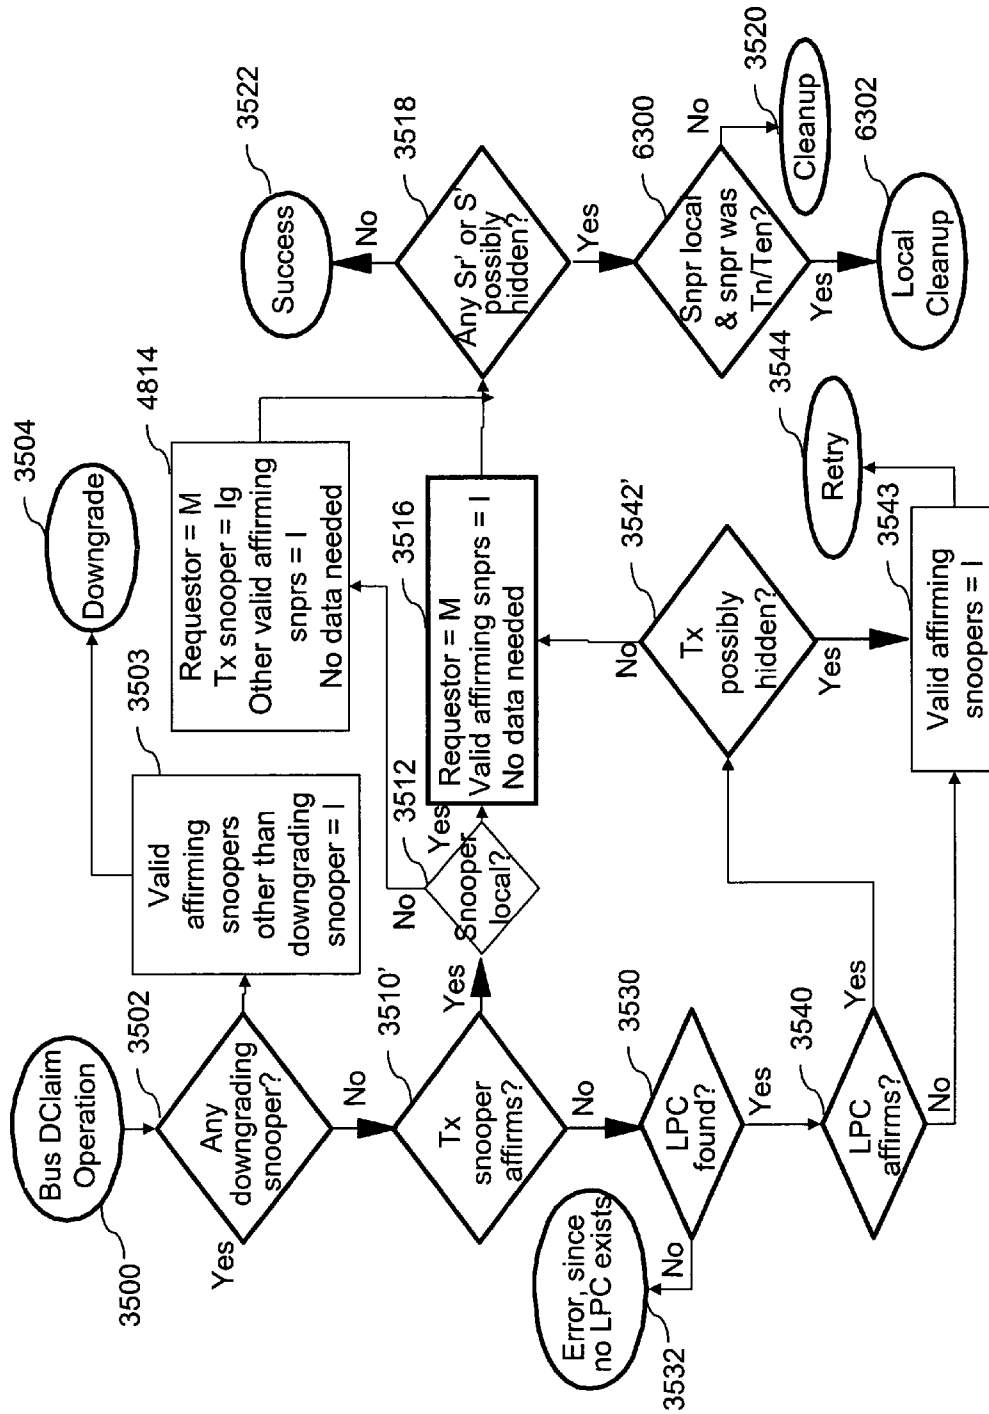 3500
Bus DClaim
Operation
3502
Any
downgrading
snooper?
Yes
No
3503
Valid
affirming
snoopers
other than
downgrading
snooper = I
3504
Downgrade
3510'
Tx
snooper
affirms?
Yes
No
3512
Snooper
local?
No
Yes
4814
Requestor = M
Tx snooper = Ig
Other valid affirming
snprs = I
No data needed
3516
Requestor = M
Valid affirming snprs = I
No data needed
3522
Success
No
3518
Any Sr' or S'
possibly
hidden?
Yes
6300
Snpr local
& snpr was
Tn/Ten?
No
3520
Cleanup
Yes
6302
Local
Cleanup
3530
LPC
found?
No
Yes
Error, since
no LPC exists
3532
3540
LPC
affirms?
Yes
No
3542'
Tx
possibly
hidden?
No
Yes
3543
Valid affirming
snoopers = I
3544
Retry